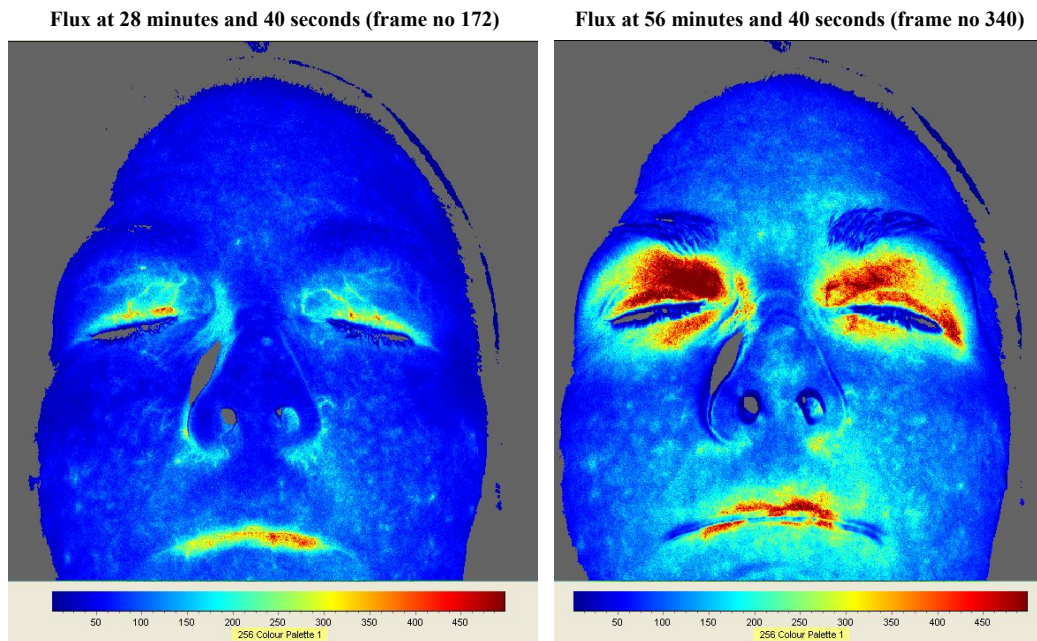 Flux at 28 minutes and 40 seconds (frame no 172)
Flux at 56 minutes and 40 seconds (frame no 340)
50 100 150 200 250 300 350 400 450
256 Colour Palette 1
50 100 150 200 250 300 350 400 450
256 Colour Palette 1